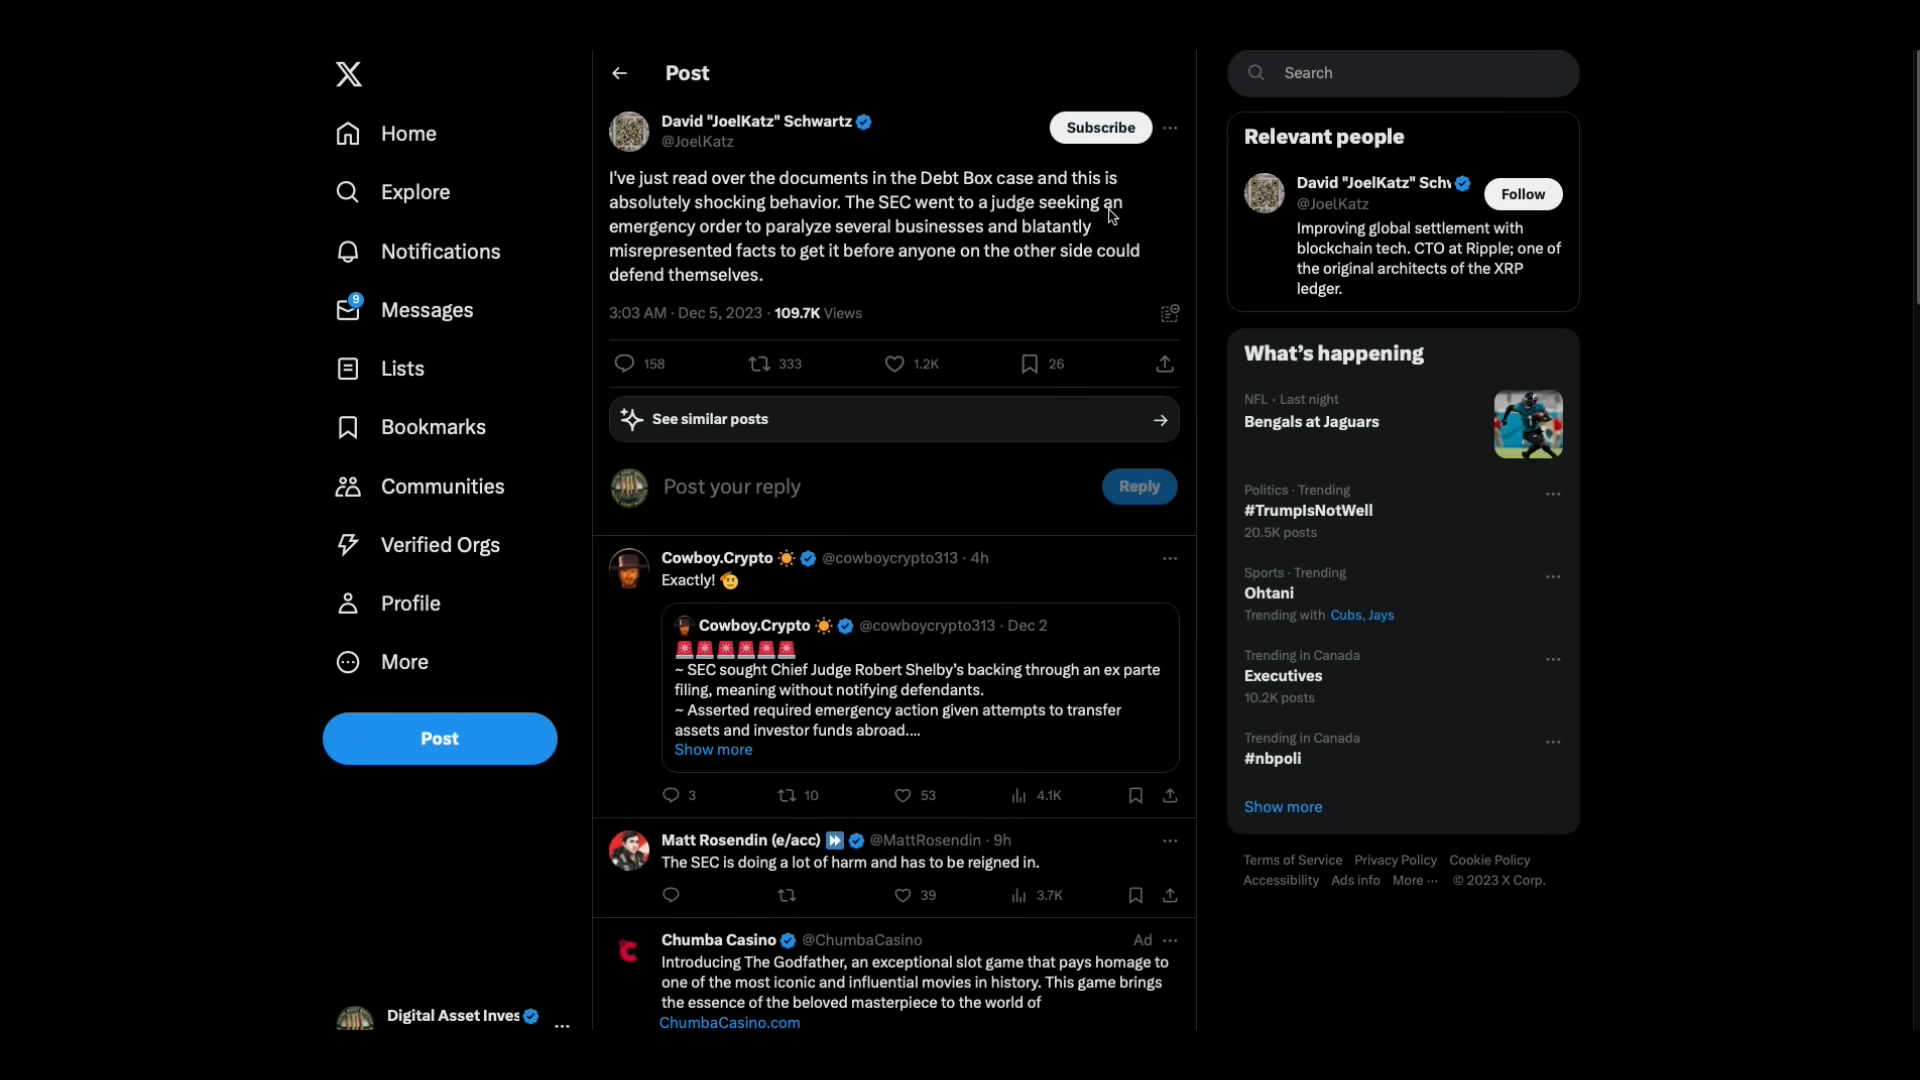 Home
Explore
Notifications
9
Messages
Lists
Bookmarks
Communities
Verified Orgs
Profile
More
Post
Digital Asset Inves
...
Post
David "JoelKatz" Schwartz
@JoelKatz
Subscribe
I've just read over the documents in the Debt Box case and this is
absolutely shocking behavior. The SEC went to a judge seeking an
emergency order to paralyze several businesses and blatantly
misrepresented facts to get it before anyone on the other side could
defend themselves.
3:03 AM · Dec 5, 2023 · 109.7K Views
158 333 1.2K 26
See similar posts
Post your reply
Reply
Cowboy.Crypto ☀️ @cowboycrypto313 · 4h
Exactly! 🫡
Cowboy.Crypto ☀️ @cowboycrypto313 · Dec 2
🚨🚨🚨🚨🚨🚨
~ SEC sought Chief Judge Robert Shelby's backing through an ex parte
filing, meaning without notifying defendants.
~ Asserted required emergency action given attempts to transfer
assets and investor funds abroad....
Show more
3 10 53 4.1K
Matt Rosendin (e/acc) ⏩ @MattRosendin · 9h
The SEC is doing a lot of harm and has to be reigned in.
39 3.7K
Chumba Casino @ChumbaCasino Ad
Introducing The Godfather, an exceptional slot game that pays homage to
one of the most iconic and influential movies in history. This game brings
the essence of the beloved masterpiece to the world of
ChumbaCasino.com
Search
Relevant people
David "JoelKatz" Schw
@JoelKatz
Follow
Improving global settlement with
blockchain tech. CTO at Ripple; one of
the original architects of the XRP
ledger.
What's happening
NFL · Last night
Bengals at Jaguars
Politics · Trending
#TrumpIsNotWell
20.5K posts
Sports · Trending
Ohtani
Trending with Cubs, Jays
Trending in Canada
Executives
10.2K posts
Trending in Canada
#nbpoli
Show more
Terms of Service Privacy Policy Cookie Policy
Accessibility Ads info More ··· © 2023 X Corp.